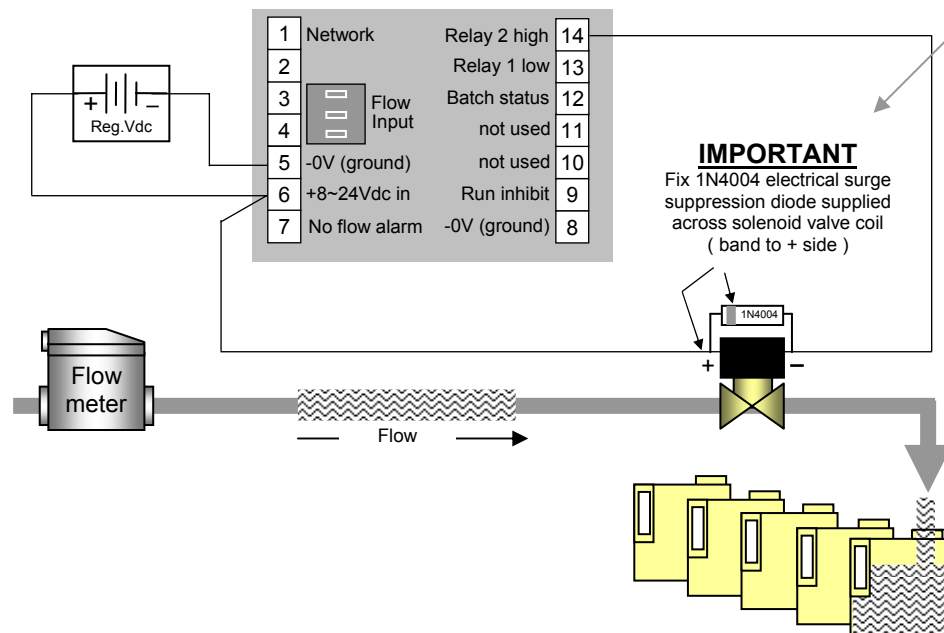 1 Network
2
3
4
Flow
Input
5 -0V (ground)
6 +8~24Vdc in
7 No flow alarm
Relay 2 high 14
Relay 1 low 13
Batch status 12
not used 11
not used 10
Run inhibit 9
-0V (ground) 8
+ –
Reg.Vdc
IMPORTANT
Fix 1N4004 electrical surge
suppression diode supplied
across solenoid valve coil
( band to + side )
1N4004
+ –
Flow
meter
Flow